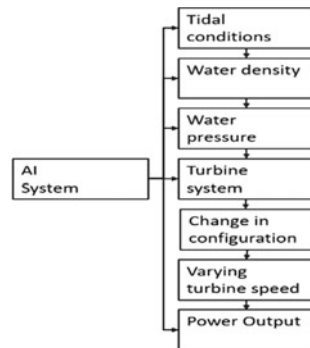 Tidal
conditions
Water density
Water
pressure
AI
System
Turbine
system
Change in
configuration
Varying
turbine speed
Power Output